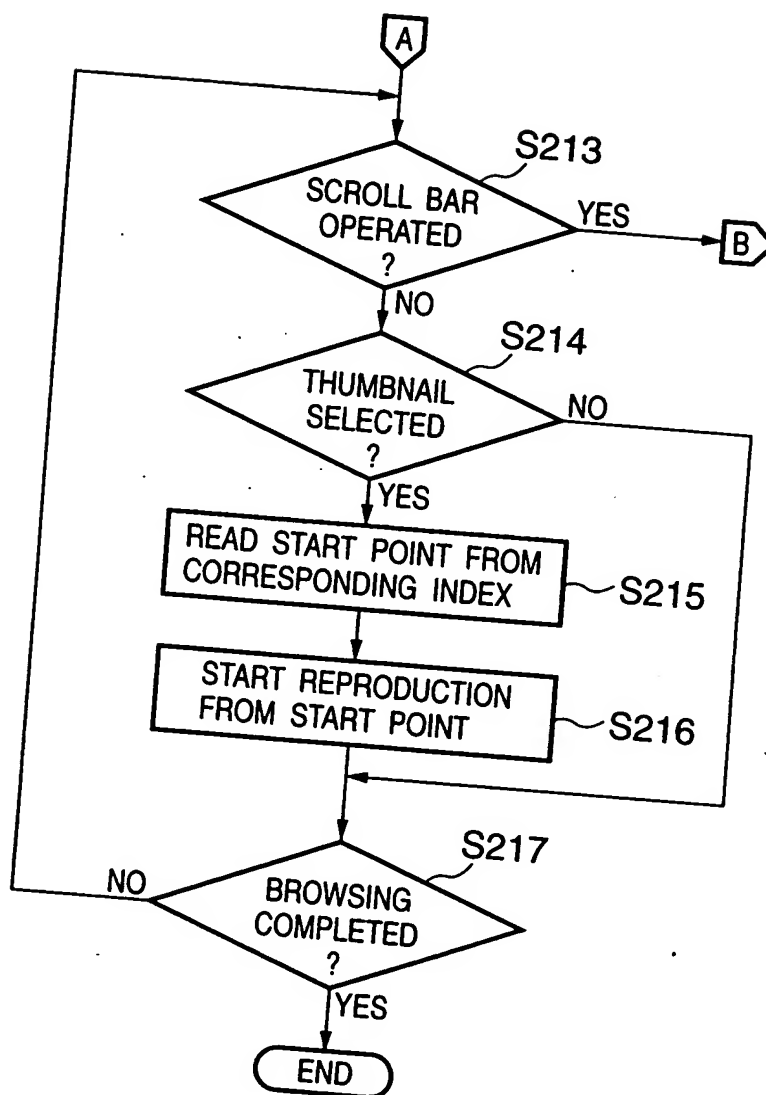 A
S213
SCROLL BAR
OPERATED
?
YES
B
NO
S214
THUMBNAIL
SELECTED
?
NO
YES
READ START POINT FROM
CORRESPONDING INDEX
S215
START REPRODUCTION
FROM START POINT
S216
S217
NO
BROWSING
COMPLETED
?
YES
END